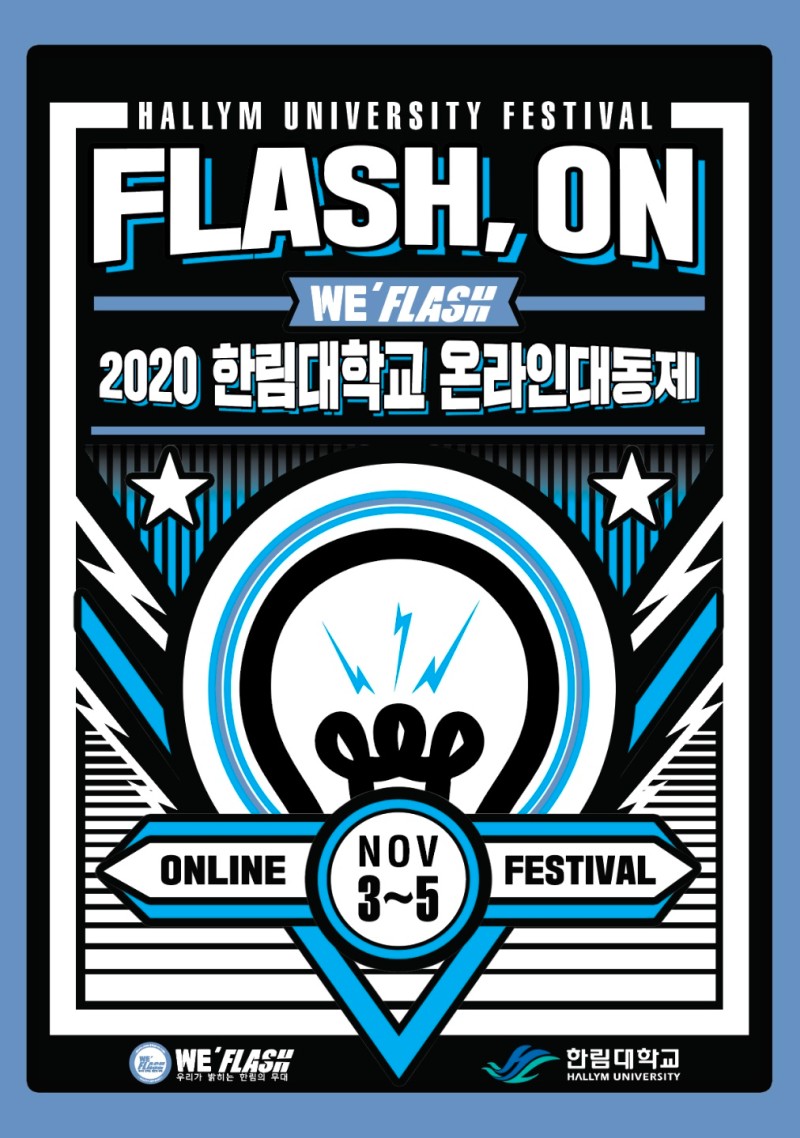 HALLYM UNIVERSITY FESTIVAL
FLASH, ON
WE'FLASH
2020 한림대학교 온라인대동제
ONLINE
NOV
3~5
FESTIVAL
WE'FLASH
WE'FLASH
우리가 밝히는 한림의 무대
한림대학교
HALLYM UNIVERSITY